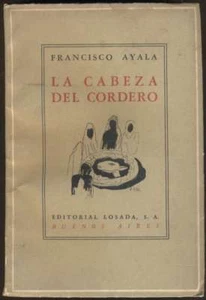 FRANCISCO AYALA
LA CABEZA
DEL CORDERO
EDITORIAL LOSADA, S. A.
BUENOS AIRES